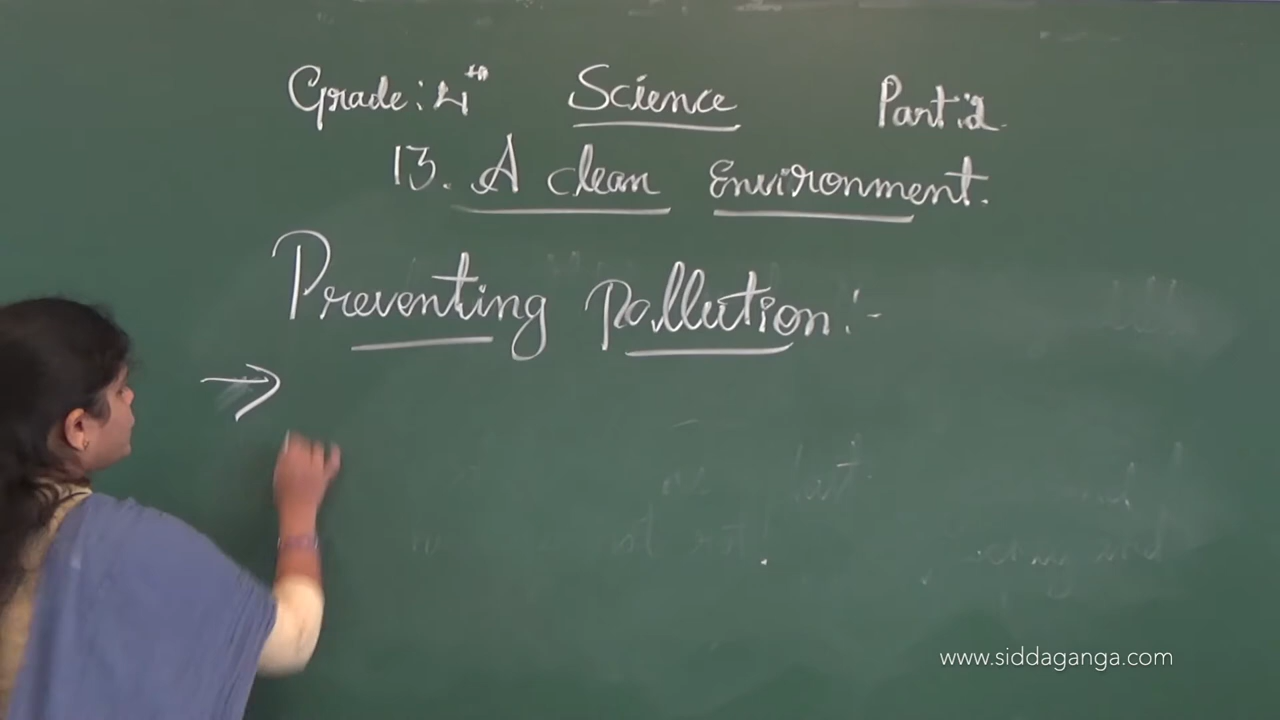 Grade: 4th Science Part: 2
13. A clean Environment.
Preventing Pollution :-
→
www.siddaganga.com